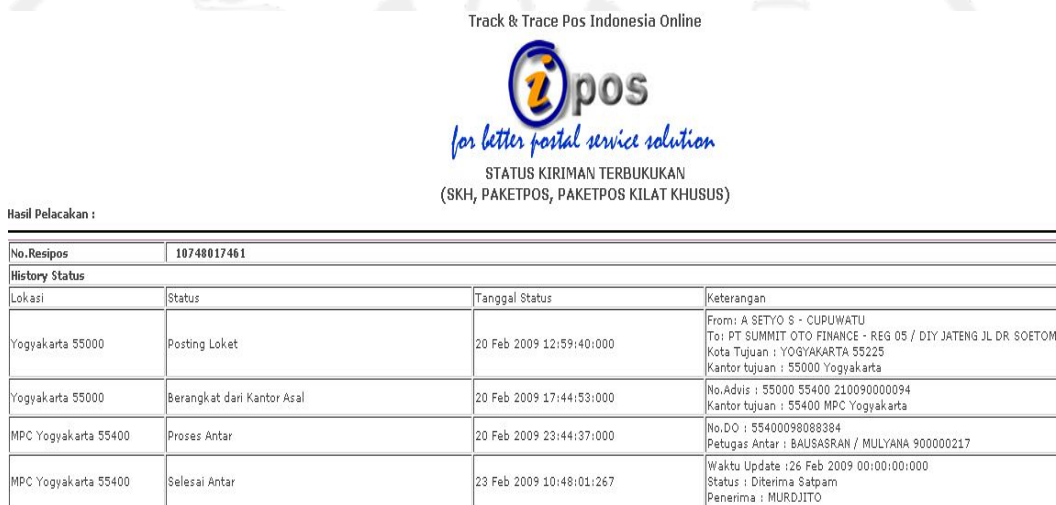 Track & Trace Pos Indonesia Online
ipos
for better postal service solution
STATUS KIRIMAN TERBUKUKAN
(SKH, PAKETPOS, PAKETPOS KILAT KHUSUS)
Hasil Pelacakan :
No.Resipos 10748017461
History Status
Lokasi Status Tanggal Status Keterangan
Yogyakarta 55000 Posting Loket 20 Feb 2009 12:59:40:000 From: A SETYO S - CUPUWATU
To: PT SUMMIT OTO FINANCE - REG 05 / DIY JATENG JL DR SOETOM
Kota Tujuan : YOGYAKARTA 55225
Kantor tujuan : 55000 Yogyakarta
Yogyakarta 55000 Berangkat dari Kantor Asal 20 Feb 2009 17:44:53:000 No.Advis : 55000 55400 210090000094
Kantor tujuan : 55400 MPC Yogyakarta
MPC Yogyakarta 55400 Proses Antar 20 Feb 2009 23:44:37:000 No.DO : 55400098088384
Petugas Antar : BAUSASRAN / MULYANA 900000217
MPC Yogyakarta 55400 Selesai Antar 23 Feb 2009 10:48:01:267 Waktu Update :26 Feb 2009 00:00:00:000
Status : Diterima Satpam
Penerima : MURDJITO